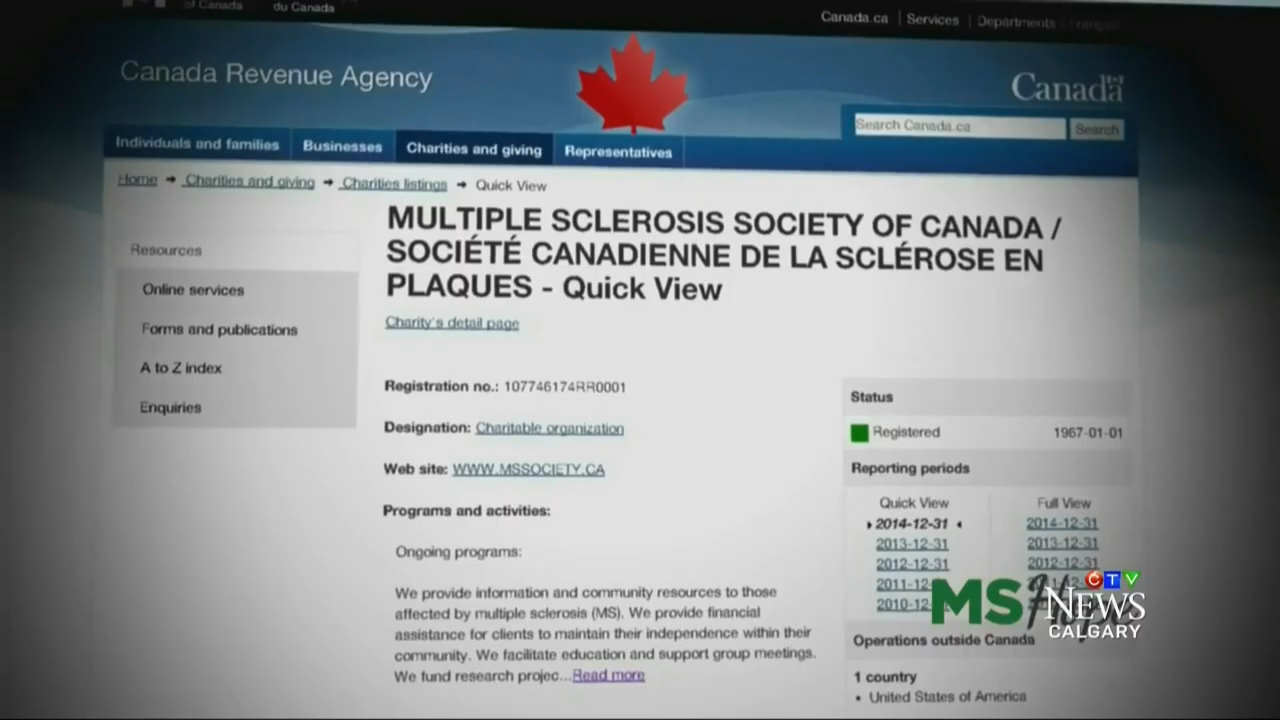 of Canada
du Canada
Canada.ca | Services | Departments
Canada Revenue Agency
Canada
Search Canada.ca
Search
Individuals and families
Businesses
Charities and giving
Representatives
Home ➔ Charities and giving ➔ Charities listings ➔ Quick View
MULTIPLE SCLEROSIS SOCIETY OF CANADA /
SOCIÉTÉ CANADIENNE DE LA SCLÉROSE EN
PLAQUES - Quick View
Charity's detail page
Resources
Online services
Forms and publications
A to Z index
Enquiries
Registration no.: 107746174RR0001
Designation: Charitable organization
Web site: WWW.MSSOCIETY.CA
Programs and activities:
Ongoing programs:
We provide information and community resources to those
affected by multiple sclerosis (MS). We provide financial
assistance for clients to maintain their independence within their
community. We facilitate education and support group meetings.
We fund research projec...Read more
Status
Registered 1967-01-01
Reporting periods
Quick View Full View
2014-12-31 2014-12-31
2013-12-31 2013-12-31
2012-12-31 2012-12-31
2011-12
2010-12
Operations outside Canada
1 country
• United States of America
MS
CTV
NEWS
CALGARY